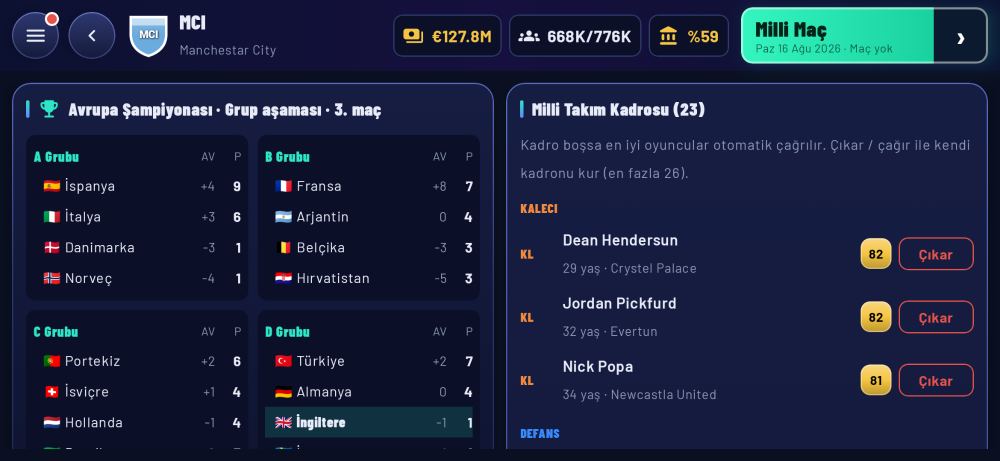 MCI
MCI
Manchestar City
€127.8M
668K/776K
%59
Milli Maç
Paz 16 Ağu 2026 · Maç yok
Avrupa Şampiyonası · Grup aşaması · 3. maç
A Grubu AV P
İspanya +4 9
İtalya +3 6
Danimarka -3 1
Norveç -4 1
B Grubu AV P
Fransa +8 7
Arjantin 0 4
Belçika -3 3
Hırvatistan -5 3
C Grubu AV P
Portekiz +2 6
İsviçre +1 4
Hollanda -1 4
D Grubu AV P
Türkiye +2 7
Almanya 0 4
İngiltere -1 1
Milli Takım Kadrosu (23)
Kadro boşsa en iyi oyuncular otomatik çağrılır. Çıkar / çağır ile kendi
kadronu kur (en fazla 26).
KALECI
KL Dean Hendersun 82 Çıkar
29 yaş · Crystel Palace
KL Jordan Pickfurd 82 Çıkar
32 yaş · Evertun
KL Nick Popa 81 Çıkar
34 yaş · Newcastla United
DEFANS